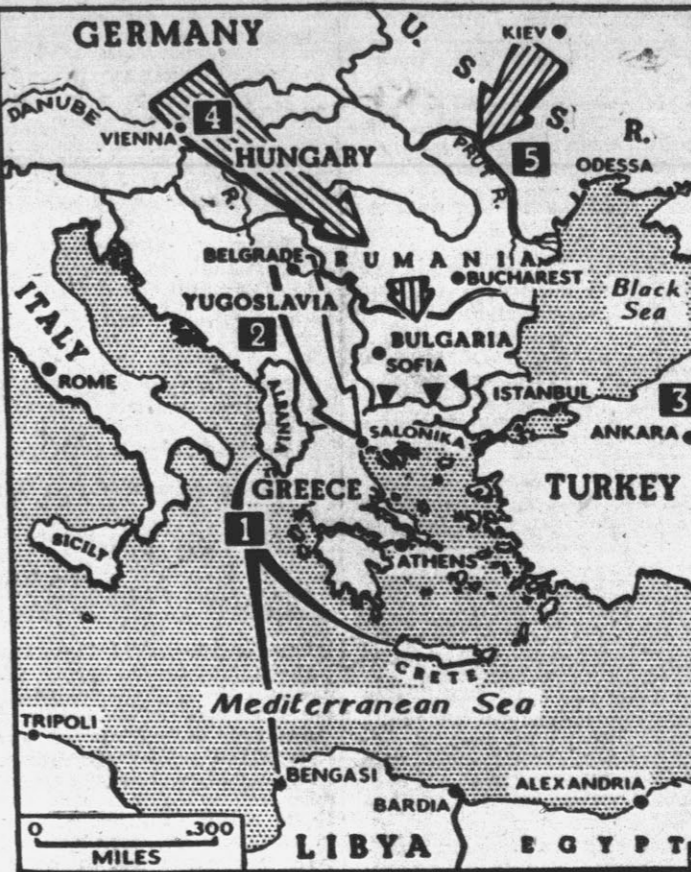 GERMANY
U. S. S. R.
KIEV
DANUBE
VIENNA
4
HUNGARY
PRUT R.
5
ODESSA
R.
BELGRADE
RUMANIA
BUCHAREST
Black
Sea
ITALY
YUGOSLAVIA
2
BULGARIA
SOFIA
ROME
ALBANIA
ISTANBUL
3
SALONIKA
ANKARA
GREECE
TURKEY
1
SICILY
ATHENS
CRETE
Mediterranean Sea
TRIPOLI
BENGASI
ALEXANDRIA
BARDIA
0 300
MILES
LIBYA
EGYPT